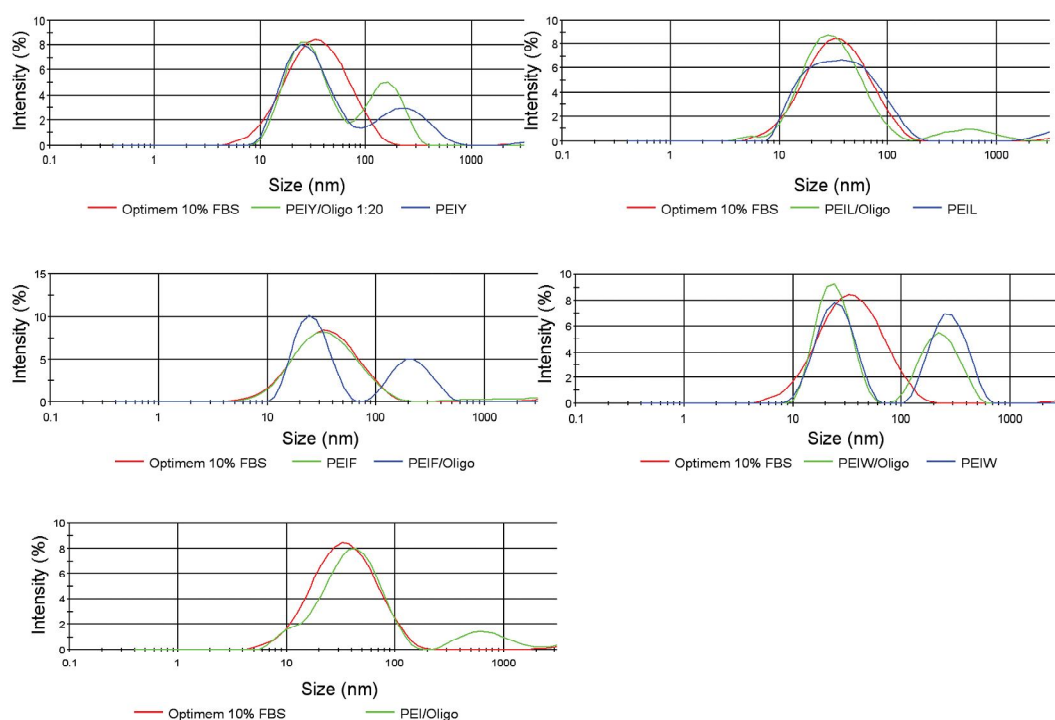 Intensity (%)
10
8
6
4
2
0
0.1 1 10 100 1000
Size (nm)
Optimem 10% FBS PEIY/Oligo 1:20 PEIY
Intensity (%)
10
8
6
4
2
0
0.1 1 10 100 1000
Size (nm)
Optimem 10% FBS PEIL/Oligo PEIL
Intensity (%)
15
10
5
0
0.1 1 10 100 1000
Size (nm)
Optimem 10% FBS PEIF PEIF/Oligo
Intensity (%)
10
8
6
4
2
0
0.1 1 10 100 1000
Size (nm)
Optimem 10% FBS PEIW/Oligo PEIW
Intensity (%)
10
8
6
4
2
0
0.1 1 10 100 1000
Size (nm)
Optimem 10% FBS PEI/Oligo